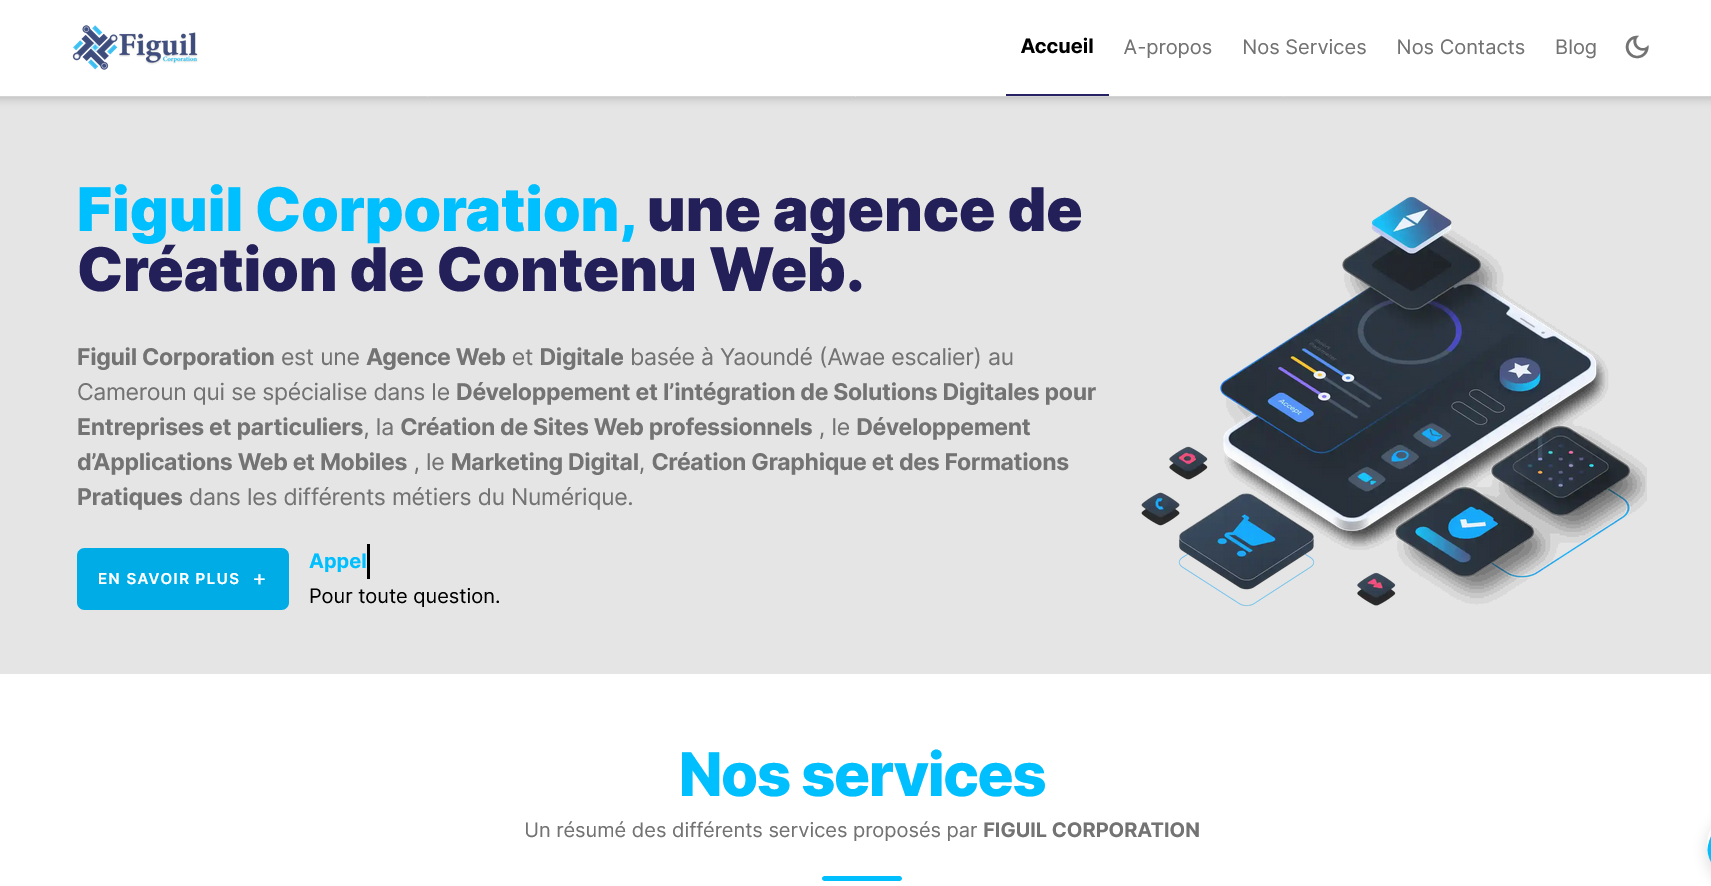 Figuil
Corporation
Accueil
A-propos
Nos Services
Nos Contacts
Blog
Figuil Corporation, une agence de
Création de Contenu Web.
Figuil Corporation est une Agence Web et Digitale basée à Yaoundé (Awae escalier) au
Cameroun qui se spécialise dans le Développement et l’intégration de Solutions Digitales pour
Entreprises et particuliers, la Création de Sites Web professionnels , le Développement
d’Applications Web et Mobiles , le Marketing Digital, Création Graphique et des Formations
Pratiques dans les différents métiers du Numérique.
EN SAVOIR PLUS +
Appel
Pour toute question.
Accept
Nos services
Un résumé des différents services proposés par FIGUIL CORPORATION